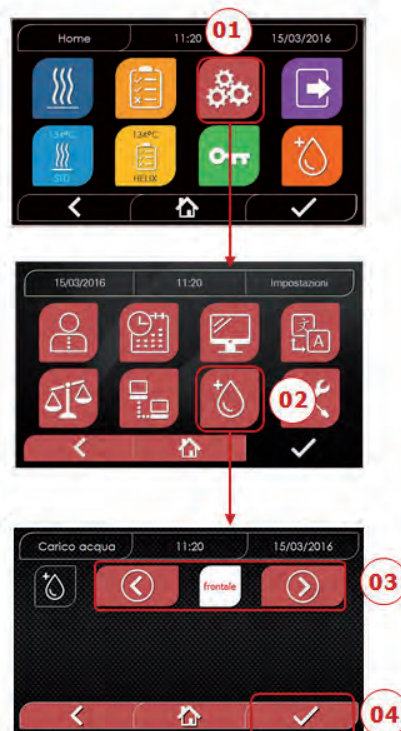 Home 11:20 15/03/2016
01
134°C 134°C
STD HELIX
15/03/2016 11:20 Impostazioni
文
A
02
Carico acqua 11:20 15/03/2016
frontale
03
04